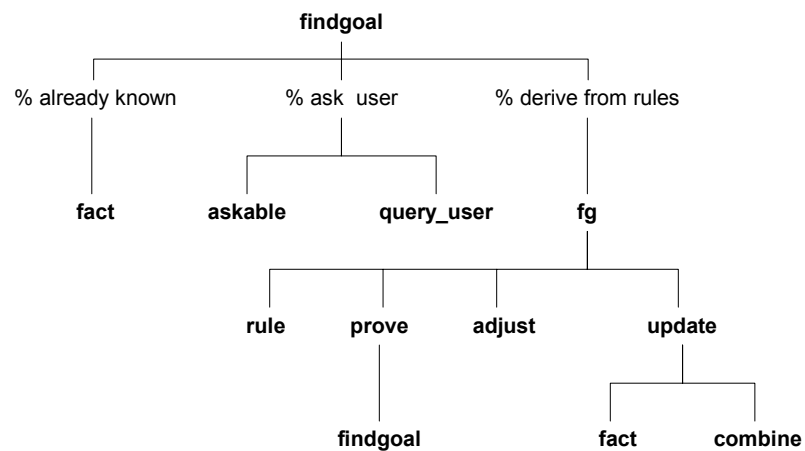 findgoal
% already known % ask user % derive from rules
fact askable query_user fg
rule prove adjust update
findgoal fact combine